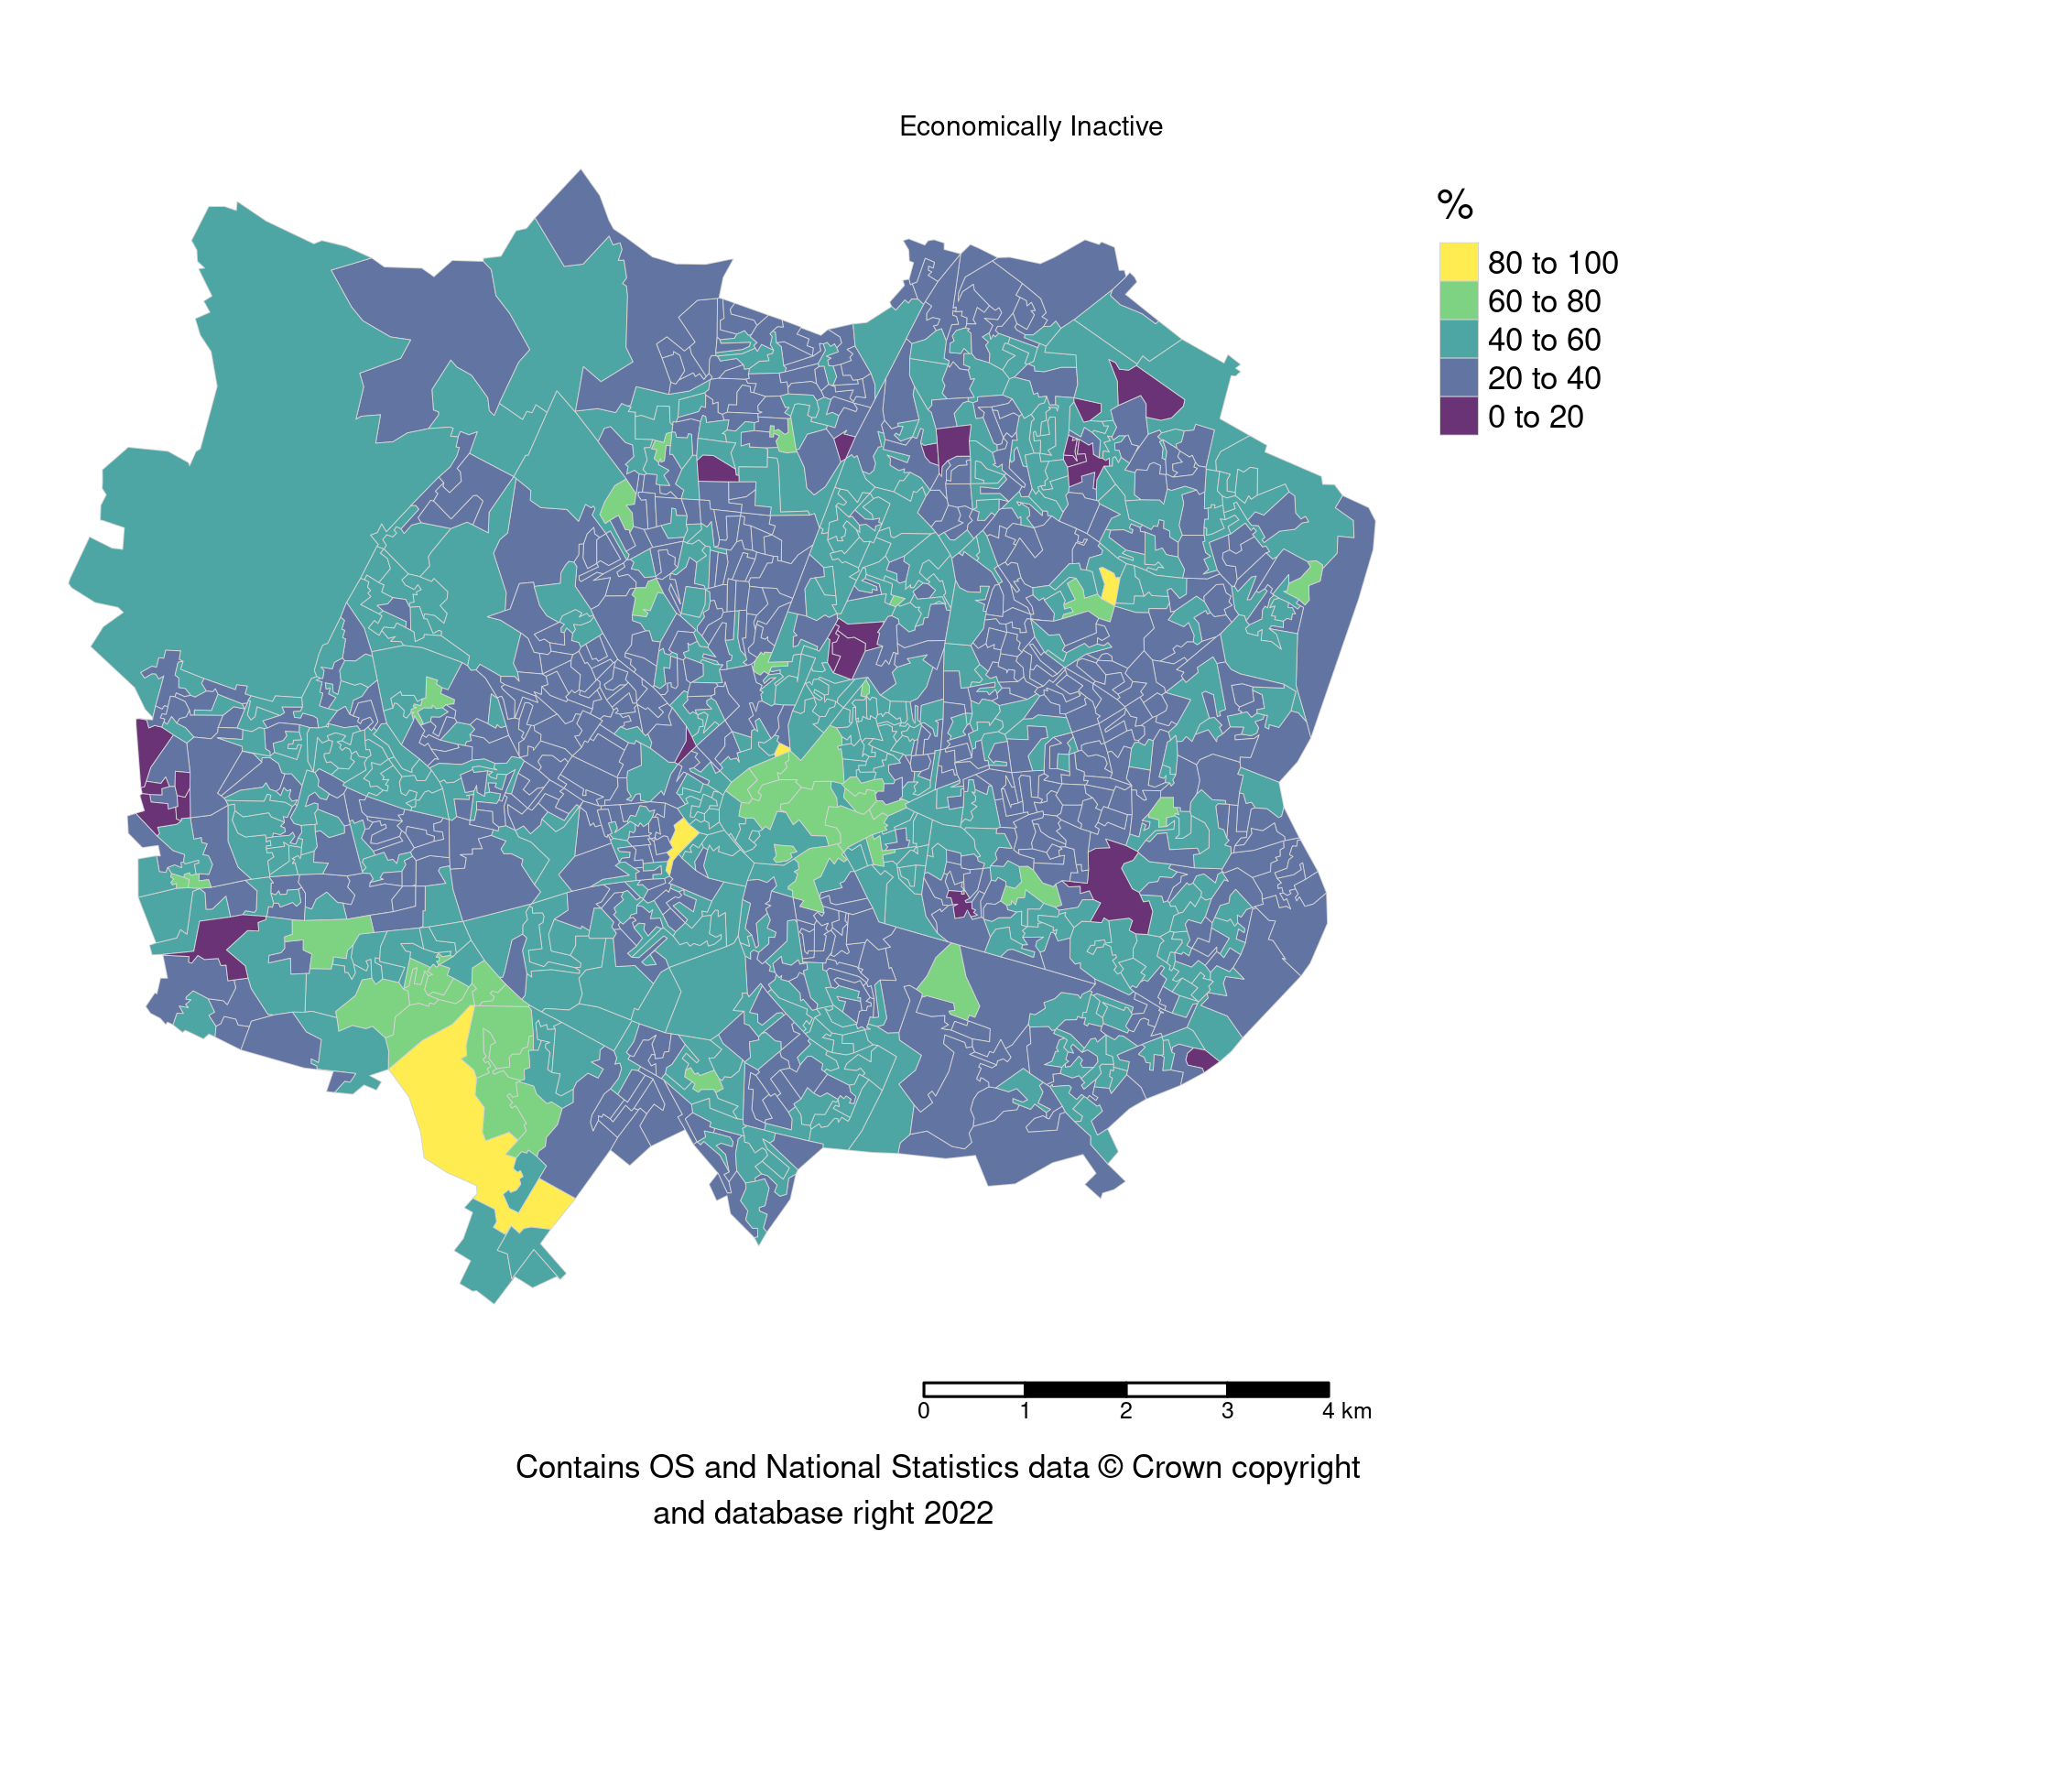 Economically Inactive
%
80 to 100
60 to 80
40 to 60
20 to 40
0 to 20
0 1 2 3 4 km
Contains OS and National Statistics data © Crown copyright
and database right 2022